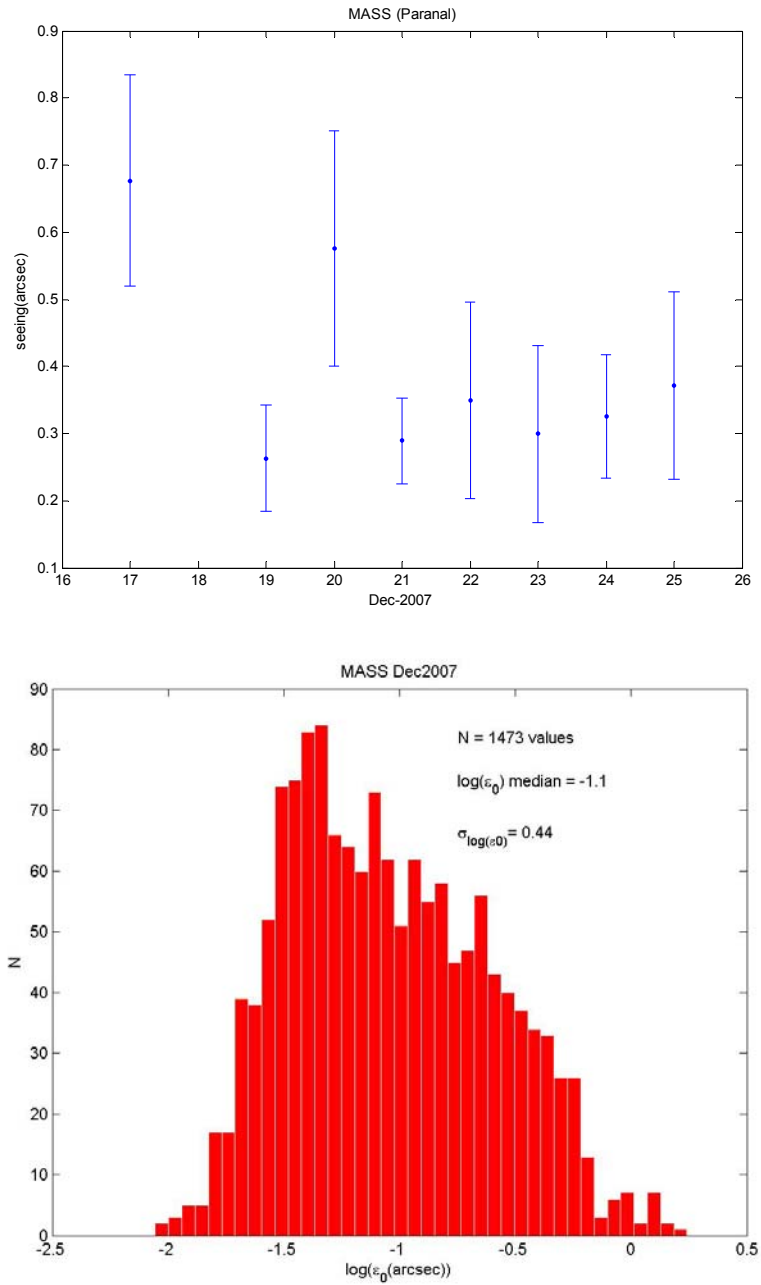 MASS (Paranal)
0.9
0.8
0.7
0.6
0.5
0.4
0.3
0.2
0.1
seeing(arcsec)
16 17 18 19 20 21 22 23 24 25 26
Dec-2007
MASS Dec2007
90
80
70
60
50
40
30
20
10
0
N
N = 1473 values
log(ε0) median = -1.1
σlog(ε0)= 0.44
-2.5 -2 -1.5 -1 -0.5 0 0.5
log(ε0(arcsec))